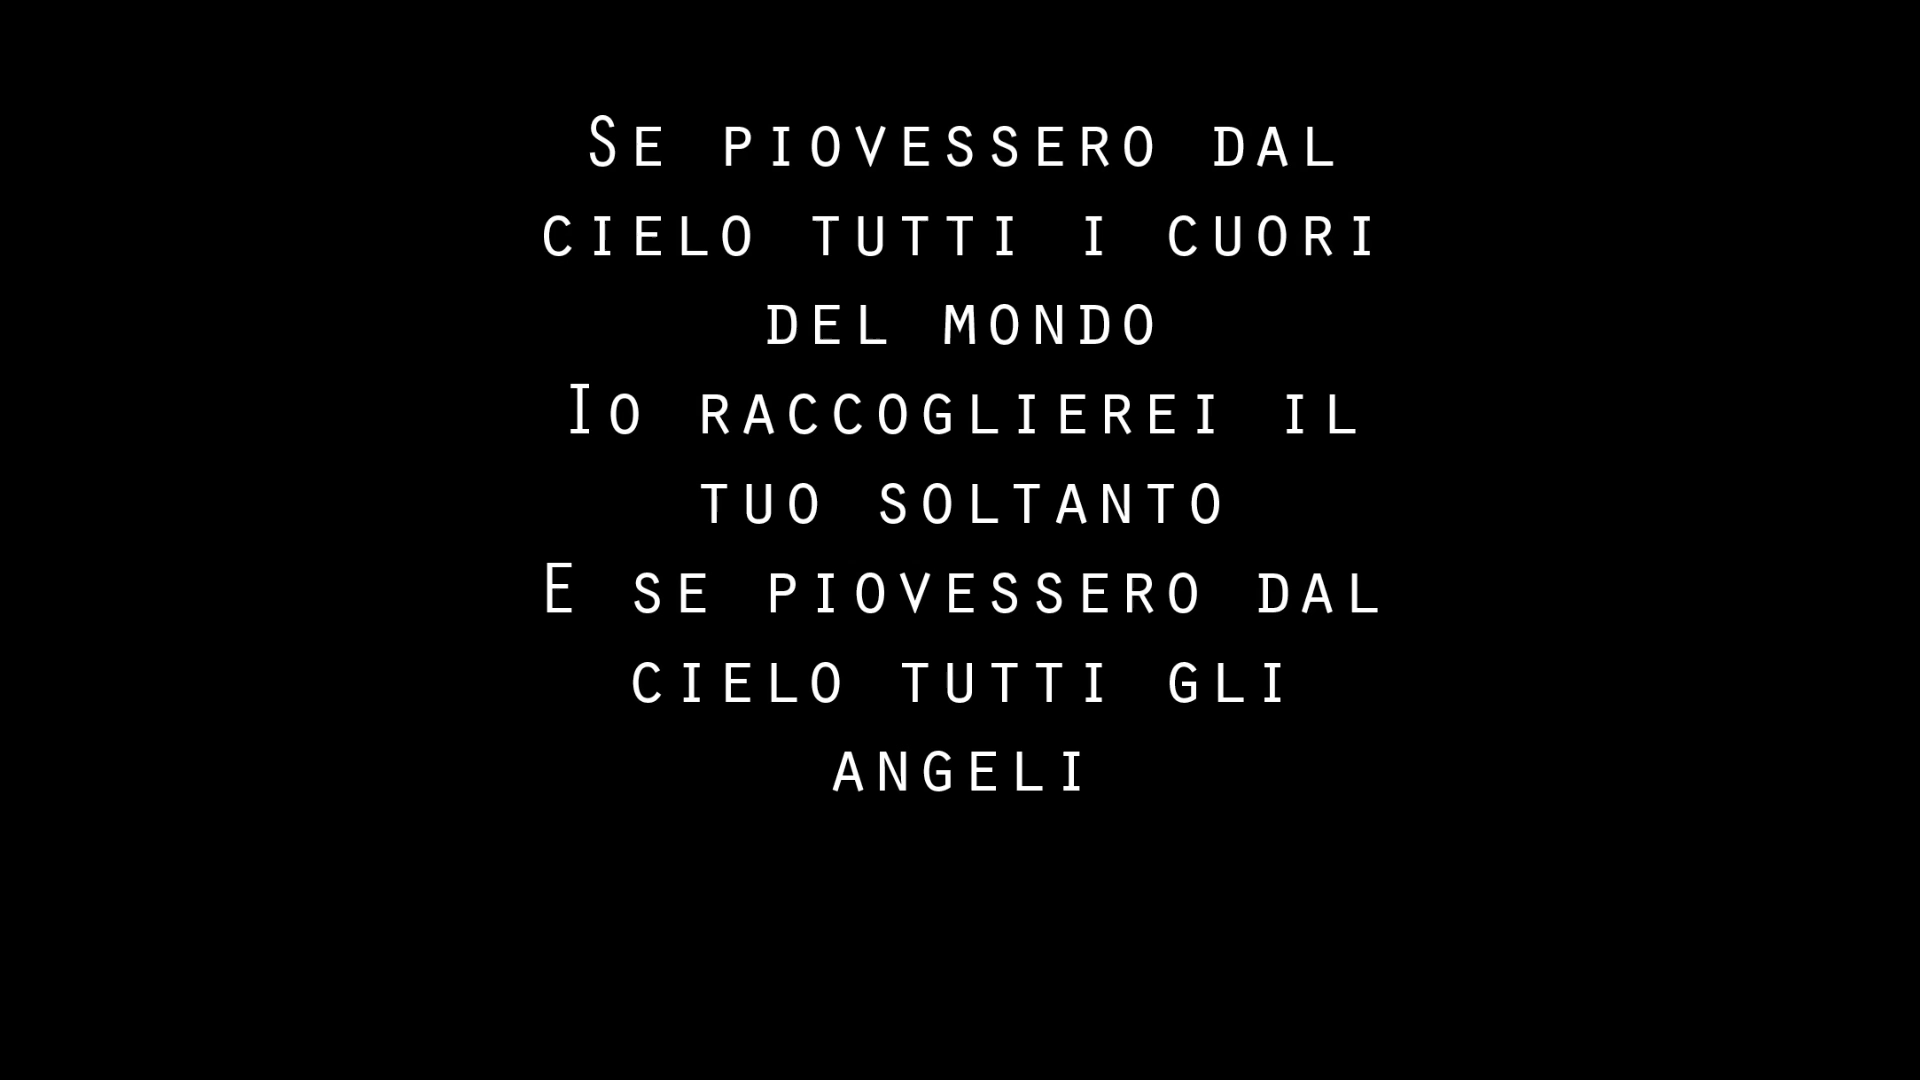 Se piovessero dal
cielo tutti i cuori
del mondo
Io raccoglierei il
tuo soltanto
E se piovessero dal
cielo tutti gli
angeli